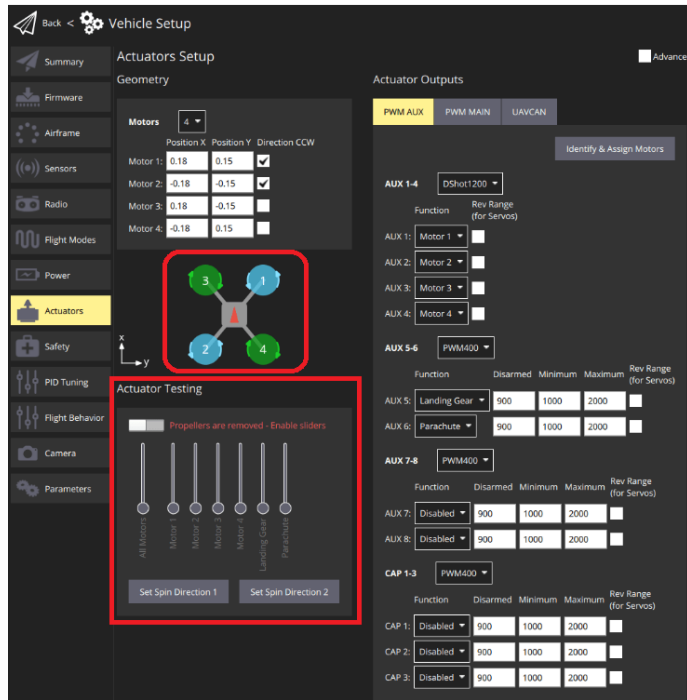 Back < Vehicle Setup
Summary
Firmware
Airframe
Sensors
Radio
Flight Modes
Power
Actuators
Safety
PID Tuning
Flight Behavior
Camera
Parameters
Actuators Setup
Advance
Geometry
Motors 4
Position X Position Y Direction CCW
Motor 1: 0.18 0.15
Motor 2: -0.18 -0.15
Motor 3: 0.18 -0.15
Motor 4: -0.18 0.15
3 1
2 4
x
y
Actuator Testing
Propellers are removed - Enable sliders
All Motors
Motor 1
Motor 2
Motor 3
Motor 4
Landing Gear
Parachute
Set Spin Direction 1 Set Spin Direction 2
Actuator Outputs
PWM AUX PWM MAIN UAVCAN
Identify & Assign Motors
AUX 1-4 DShot1200
Function Rev Range
(for Servos)
AUX 1: Motor 1
AUX 2: Motor 2
AUX 3: Motor 3
AUX 4: Motor 4
AUX 5-6 PWM400
Function Disarmed Minimum Maximum Rev Range
(for Servos)
AUX 5: Landing Gear 900 1000 2000
AUX 6: Parachute 900 1000 2000
AUX 7-8 PWM400
Function Disarmed Minimum Maximum Rev Range
(for Servos)
AUX 7: Disabled 900 1000 2000
AUX 8: Disabled 900 1000 2000
CAP 1-3 PWM400
Function Disarmed Minimum Maximum Rev Range
(for Servos)
CAP 1: Disabled 900 1000 2000
CAP 2: Disabled 900 1000 2000
CAP 3: Disabled 900 1000 2000